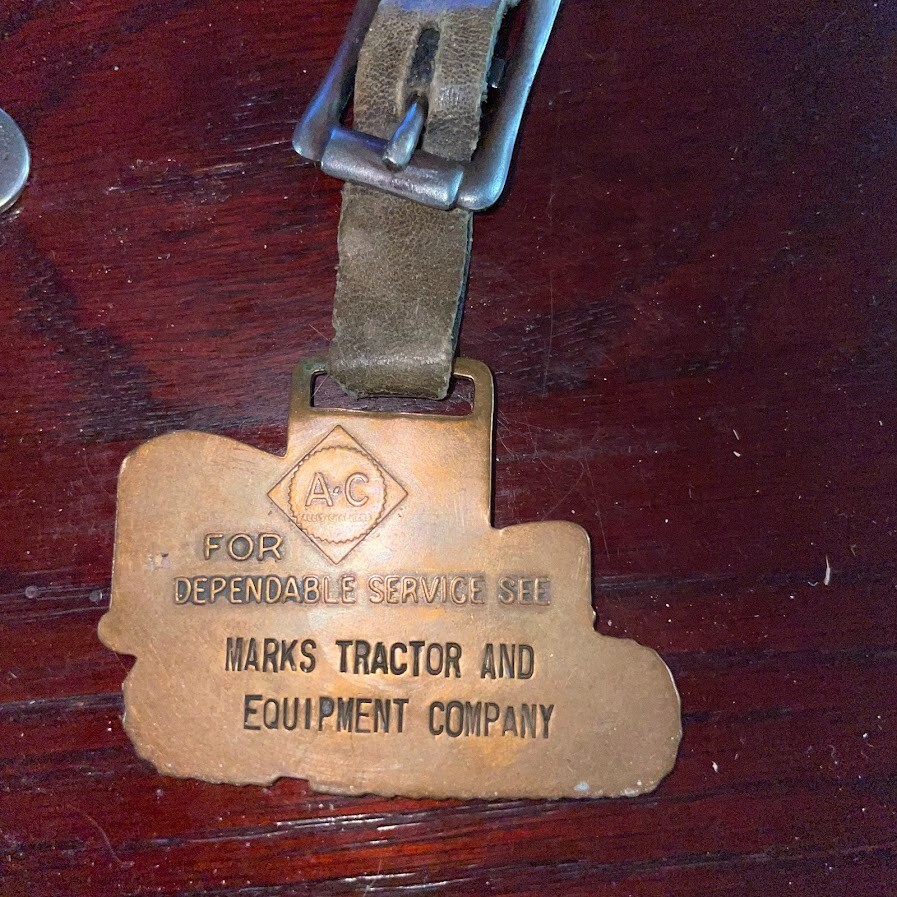 A-C
FOR
DEPENDABLE SERVICE SEE
MARKS TRACTOR AND
EQUIPMENT COMPANY